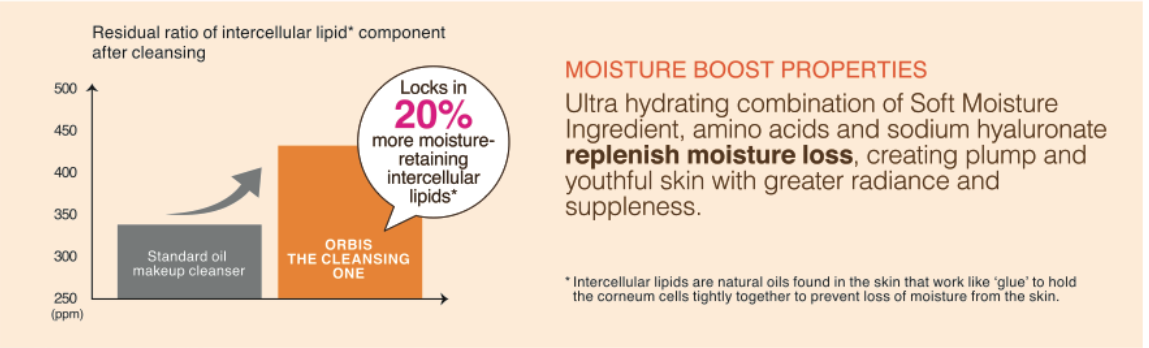 Residual ratio of intercellular lipid* component
after cleansing
500
450
400
350
300
250
(ppm)
Locks in
20%
more moisture-
retaining
intercellular
lipids*
Standard oil
makeup cleanser
ORBIS
THE CLEANSING
ONE
MOISTURE BOOST PROPERTIES
Ultra hydrating combination of Soft Moisture
Ingredient, amino acids and sodium hyaluronate
replenish moisture loss, creating plump and
youthful skin with greater radiance and
suppleness.
* Intercellular lipids are natural oils found in the skin that work like ‘glue’ to hold
the corneum cells tightly together to prevent loss of moisture from the skin.